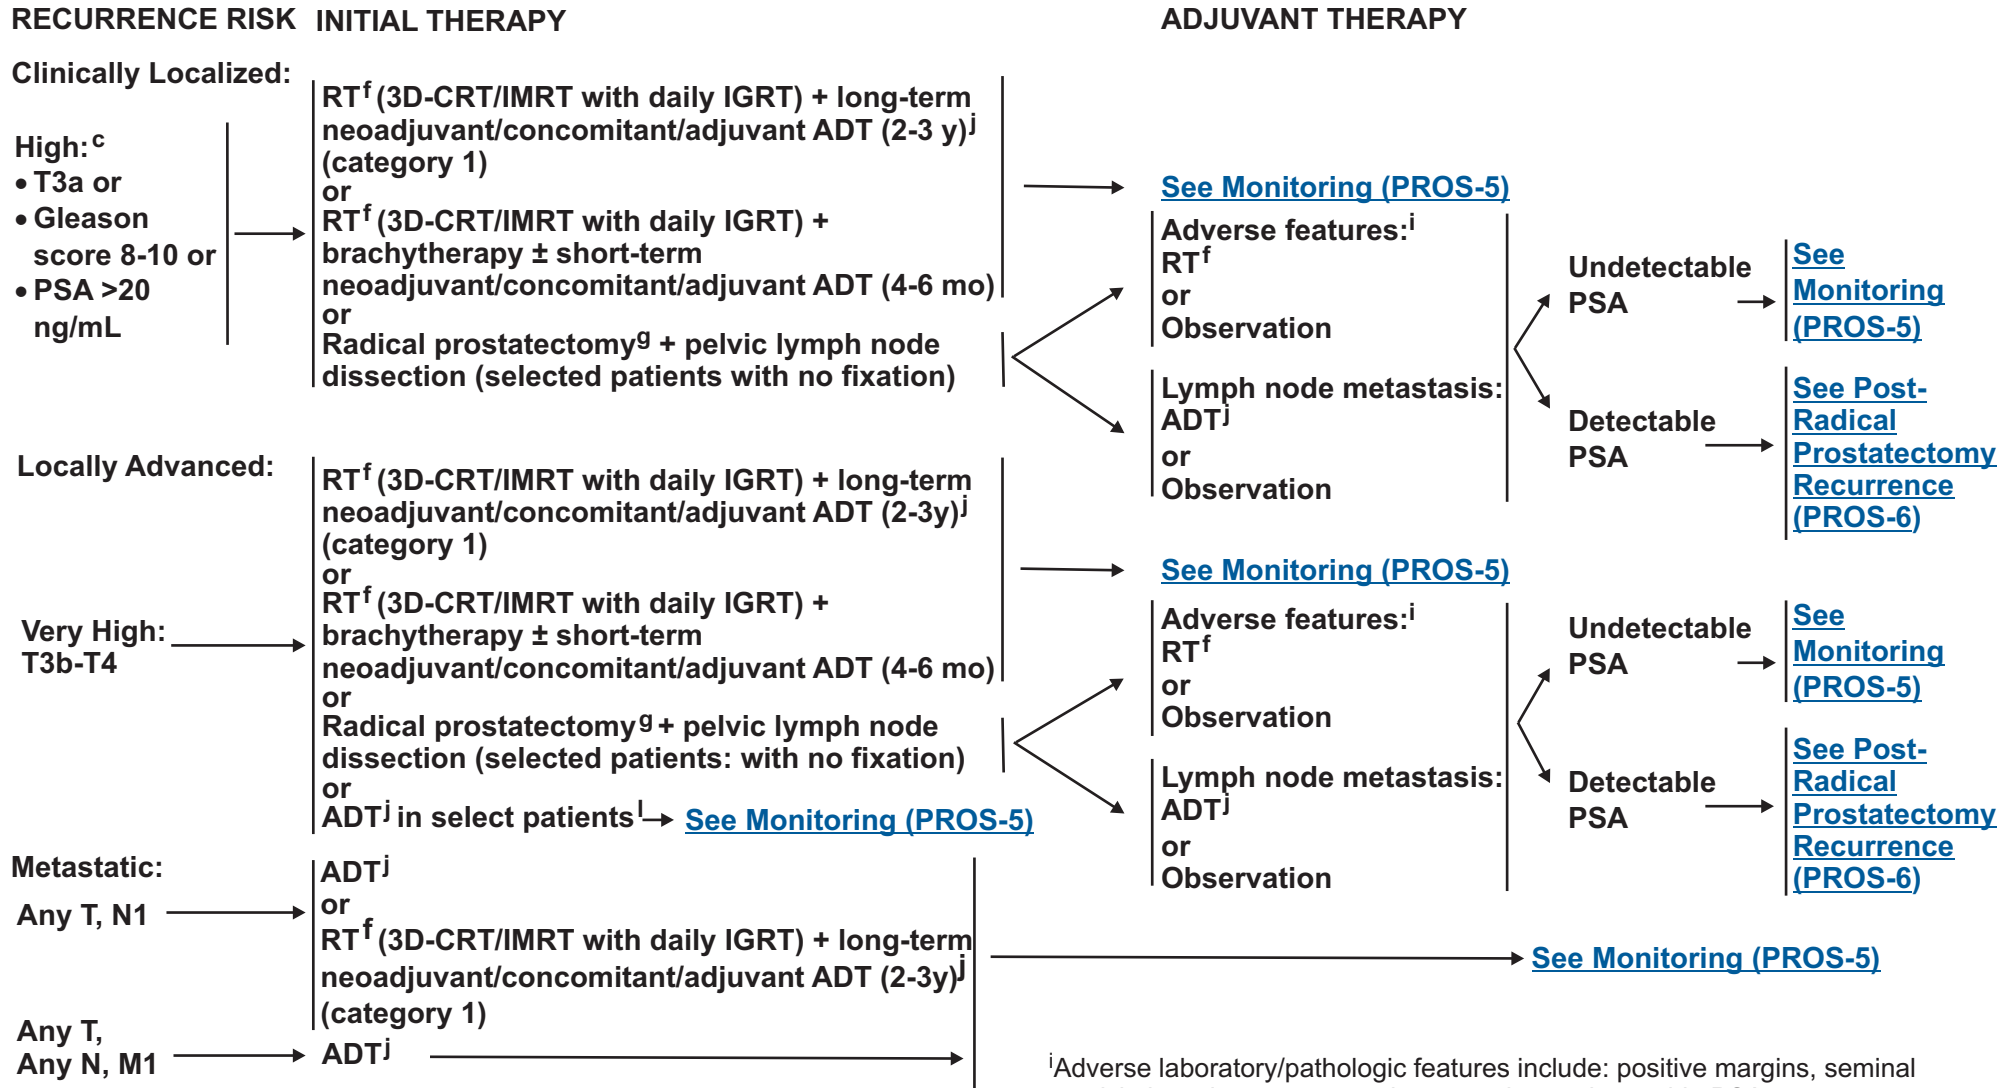 RECURRENCE RISK INITIAL THERAPY ADJUVANT THERAPY
Clinically Localized:
High:c
• T3a or
• Gleason
score 8-10 or
• PSA >20
ng/mL
RTf (3D-CRT/IMRT with daily IGRT) + long-term
neoadjuvant/concomitant/adjuvant ADT (2-3 y)j
(category 1)
or
RTf (3D-CRT/IMRT with daily IGRT) +
brachytherapy ± short-term
neoadjuvant/concomitant/adjuvant ADT (4-6 mo)
or
Radical prostatectomyg + pelvic lymph node
dissection (selected patients with no fixation)
See Monitoring (PROS-5)
Adverse features:i
RTf
or
Observation
Lymph node metastasis:
ADTj
or
Observation
Undetectable
PSA
See
Monitoring
(PROS-5)
Detectable
PSA
See Post-
Radical
Prostatectomy
Recurrence
(PROS-6)
Locally Advanced:
Very High:
T3b-T4
RTf (3D-CRT/IMRT with daily IGRT) + long-term
neoadjuvant/concomitant/adjuvant ADT (2-3y)j
(category 1)
or
RTf (3D-CRT/IMRT with daily IGRT) +
brachytherapy ± short-term
neoadjuvant/concomitant/adjuvant ADT (4-6 mo)
or
Radical prostatectomyg + pelvic lymph node
dissection (selected patients: with no fixation)
or
ADTj in select patientsl See Monitoring (PROS-5)
See Monitoring (PROS-5)
Adverse features:i
RTf
or
Observation
Lymph node metastasis:
ADTj
or
Observation
Undetectable
PSA
See
Monitoring
(PROS-5)
Detectable
PSA
See Post-
Radical
Prostatectomy
Recurrence
(PROS-6)
Metastatic:
Any T, N1
ADTj
or
RTf (3D-CRT/IMRT with daily IGRT) + long-term
neoadjuvant/concomitant/adjuvant ADT (2-3y)j
(category 1)
See Monitoring (PROS-5)
Any T,
Any N, M1
ADTj
iAdverse laboratory/pathologic features include: positive margins, seminal